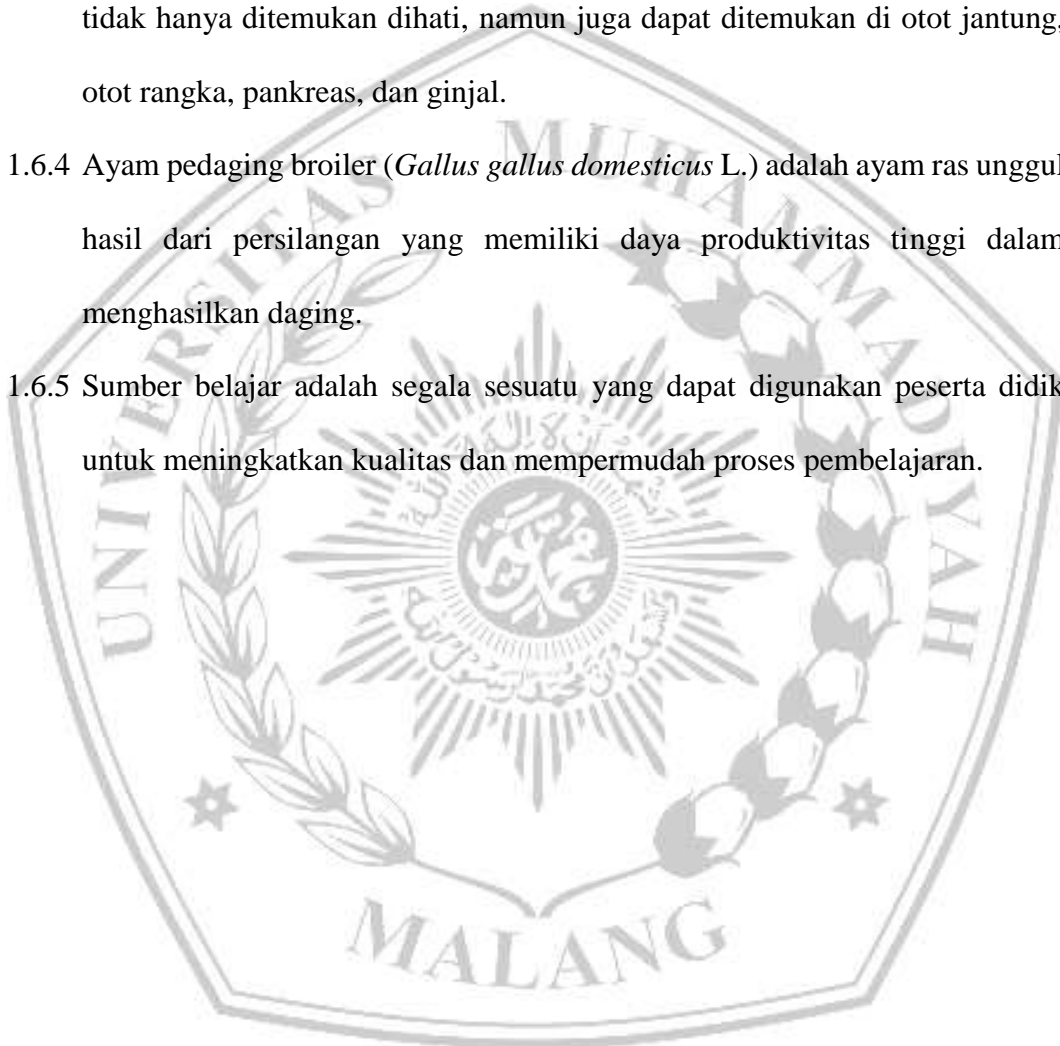 tidak hanya ditemukan dihati, namun juga dapat ditemukan di otot jantung,
otot rangka, pankreas, dan ginjal.
1.6.4 Ayam pedaging broiler (Gallus gallus domesticus L.) adalah ayam ras unggul
hasil dari persilangan yang memiliki daya produktivitas tinggi dalam
menghasilkan daging.
1.6.5 Sumber belajar adalah segala sesuatu yang dapat digunakan peserta didik
untuk meningkatkan kualitas dan mempermudah proses pembelajaran.
UNIVERSITAS MUHAMMADIYAH
MALANG